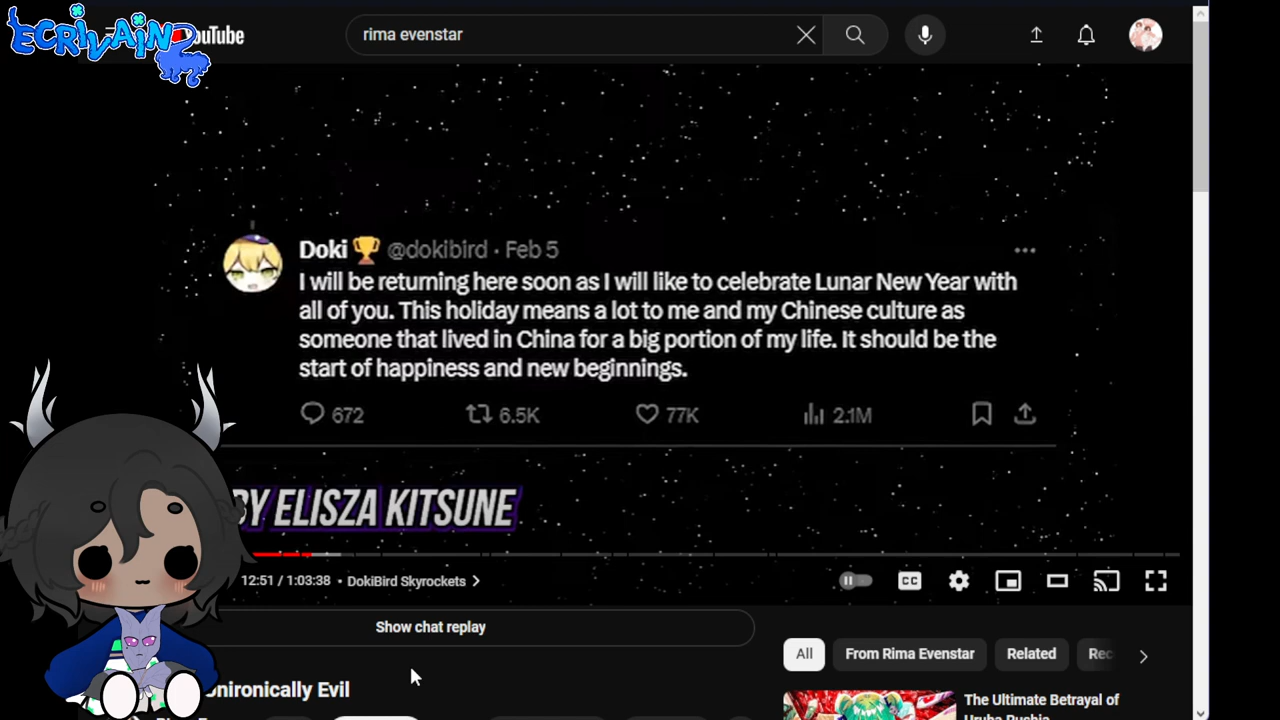 ECRIVAIN
YouTube
rima evenstar
Doki 🏆 @dokibird · Feb 5
I will be returning here soon as I will like to celebrate Lunar New Year with
all of you. This holiday means a lot to me and my Chinese culture as
someone that lived in China for a big portion of my life. It should be the
start of happiness and new beginnings.
672 6.5K 77K 2.1M
BY ELISZA KITSUNE
12:51 / 1:03:38 • DokiBird Skyrockets
CC
Show chat replay
All From Rima Evenstar Related Rec
Unironically Evil
The Ultimate Betrayal of
Uruha Rushia